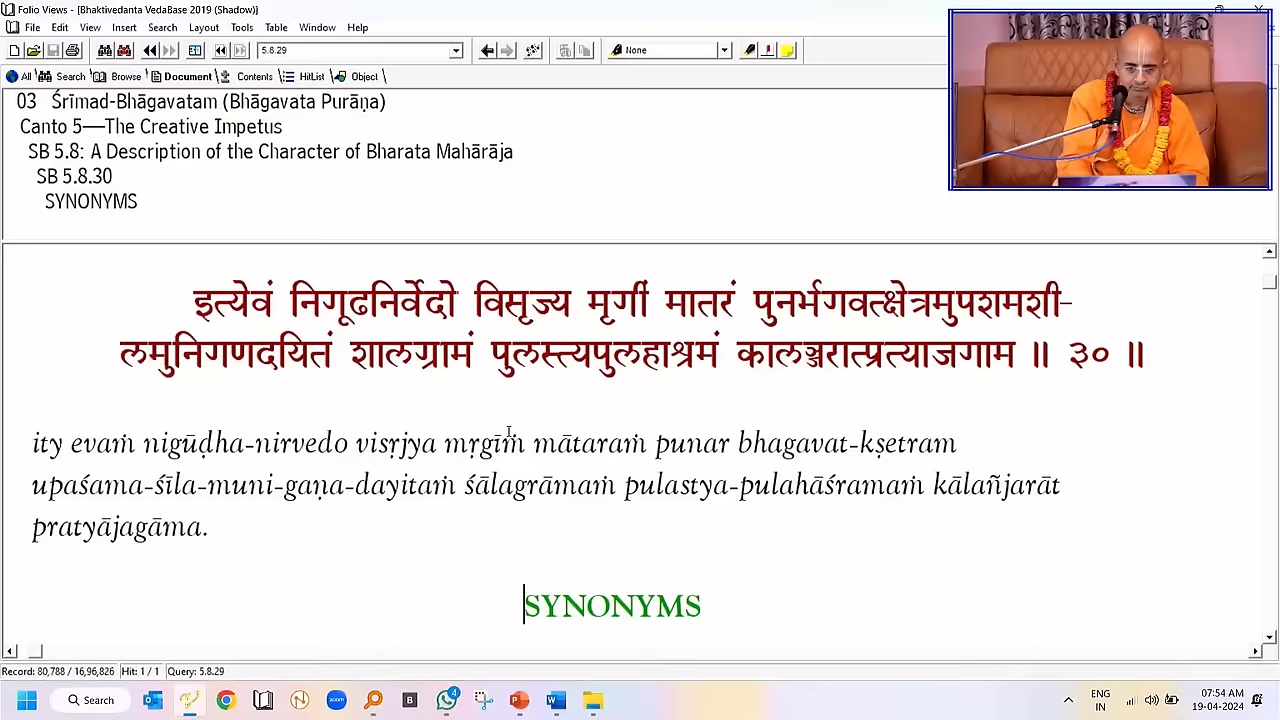 Folio Views - [Bhaktivedanta VedaBase 2019 (Shadow)]
File Edit View Insert Search Layout Tools Table Window Help
5.8.29 None
All Search Browse Document Contents HitList Object
03 Śrīmad-Bhāgavatam (Bhāgavata Purāṇa)
Canto 5—The Creative Impetus
SB 5.8: A Description of the Character of Bharata Mahārāja
SB 5.8.30
SYNONYMS
इत्येवं निगूढनिर्वेदो विसृज्य मृगीं मातरं पुनर्भगवत्क्षेत्रमुपशमशी-
लमुनिगणदयितं शालग्रामं पुलस्त्यपुलहाश्रमं कालञ्जरात्प्रत्याजगाम ॥ ३० ॥
ity evaṁ nigūḍha-nirvedo visṛjya mṛgīṁ mātaraṁ punar bhagavat-kṣetram
upaśama-śīla-muni-gaṇa-dayitaṁ śālagrāmaṁ pulastya-pulahāśramaṁ kālañjarāt
pratyājagāma.
SYNONYMS
Record: 80,788 / 16,96,826 Hit: 1 / 1 Query: 5.8.29
Search
4
B
ENG
IN
07:54 AM
19-04-2024